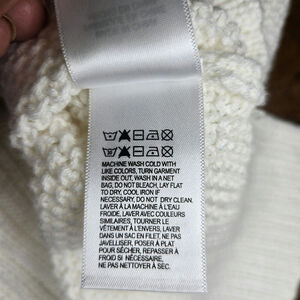 MACHINE WASH COLD WITH
LIKE COLORS, TURN GARMENT
INSIDE OUT, WASH IN A NET
BAG, DO NOT BLEACH, LAY FLAT
TO DRY, COOL IRON IF
NECESSARY, DO NOT DRY CLEAN.
LAVER À LA MACHINE À L'EAU
FROIDE, LAVER AVEC COULEURS
SIMILAIRES, TOURNER LE
VÊTEMENT À L'ENVERS, LAVER
DANS UN SAC EN FILET, NE PAS
JAVELLISER, POSER À PLAT
POUR SÉCHER, REPASSER À
FROID SI NÉCESSAIRE,
NE PAS NETTOYER À SEC.